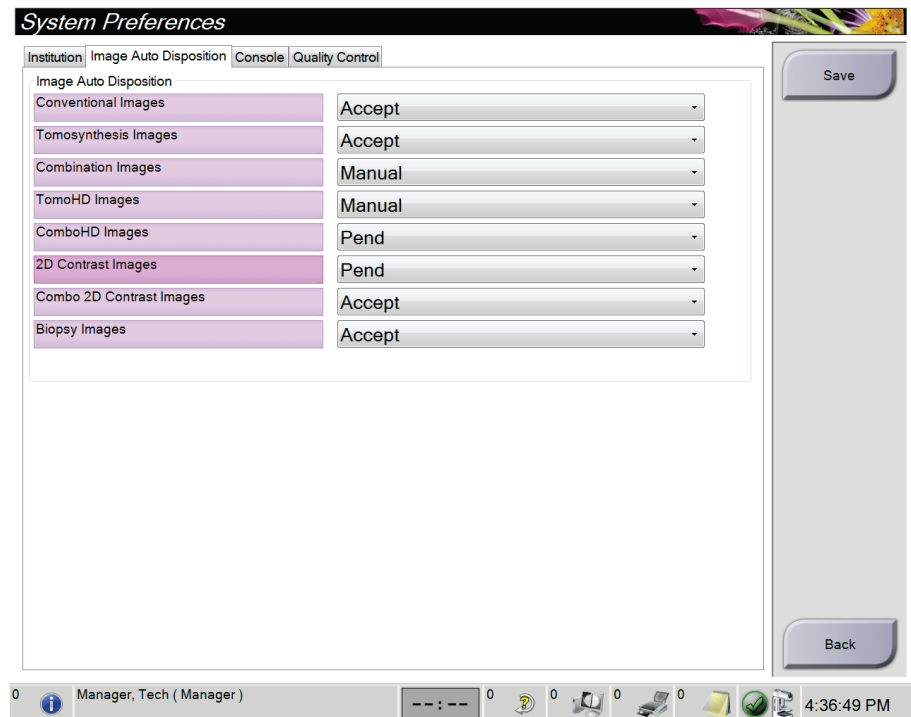 System Preferences
Institution Image Auto Disposition Console Quality Control
Save
Image Auto Disposition
Conventional Images Accept
Tomosynthesis Images Accept
Combination Images Manual
TomoHD Images Manual
ComboHD Images Pend
2D Contrast Images Pend
Combo 2D Contrast Images Accept
Biopsy Images Accept
Back
0 Manager, Tech ( Manager ) --:-- 0 0 0 0 4:36:49 PM